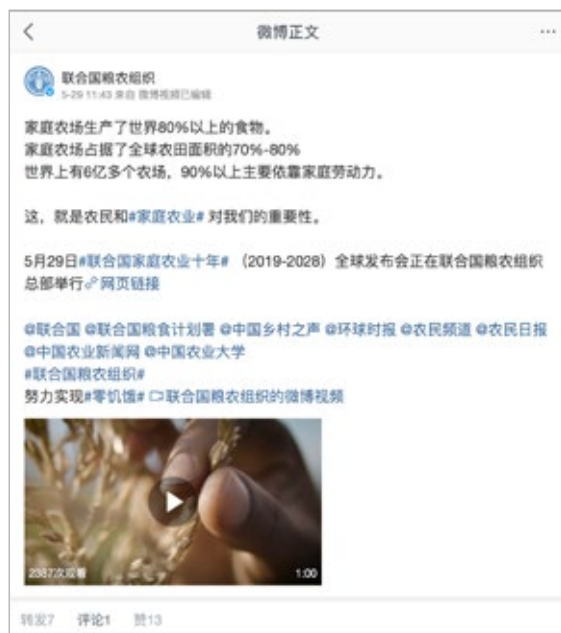 微博正文
联合国粮农组织
5-29 11:43 来自 微博视频已编辑
家庭农场生产了世界80%以上的食物。
家庭农场占据了全球农田面积的70%-80%
世界上有6亿多个农场，90%以上主要依靠家庭劳动力。
这，就是农民和#家庭农业# 对我们的重要性。
5月29日#联合国家庭农业十年# （2019-2028）全球发布会正在联合国粮农组织
总部举行 网页链接
@联合国 @联合国粮食计划署 @中国乡村之声 @环球时报 @农民频道 @农民日报
@中国农业新闻网 @中国农业大学
#联合国粮农组织#
努力实现#零饥饿# 联合国粮农组织的微博视频
2387次观看 1:00
转发7 评论1 赞13